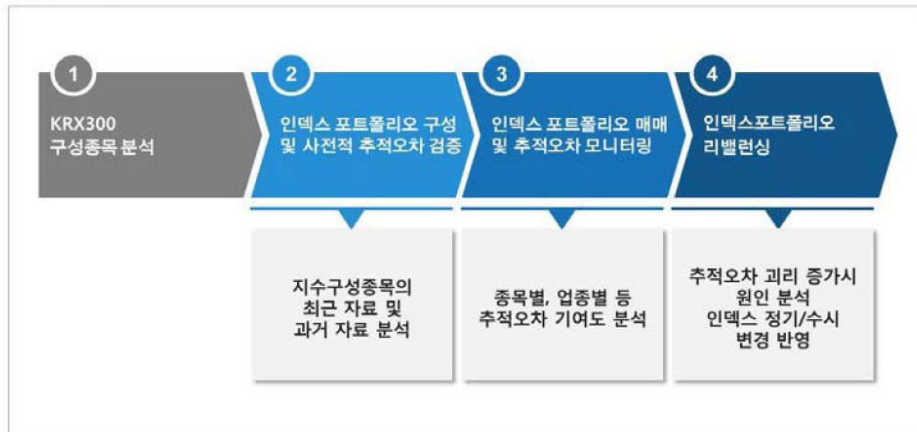 1
KRX300
구성종목 분석
2
인덱스 포트폴리오 구성
및 사전적 추적오차 검증
3
인덱스 포트폴리오 매매
및 추적오차 모니터링
4
인덱스포트폴리오
리밸런싱
지수구성종목의
최근 자료 및
과거 자료 분석
종목별, 업종별 등
추적오차 기여도 분석
추적오차 괴리 증가시
원인 분석
인덱스 정기/수시
변경 반영